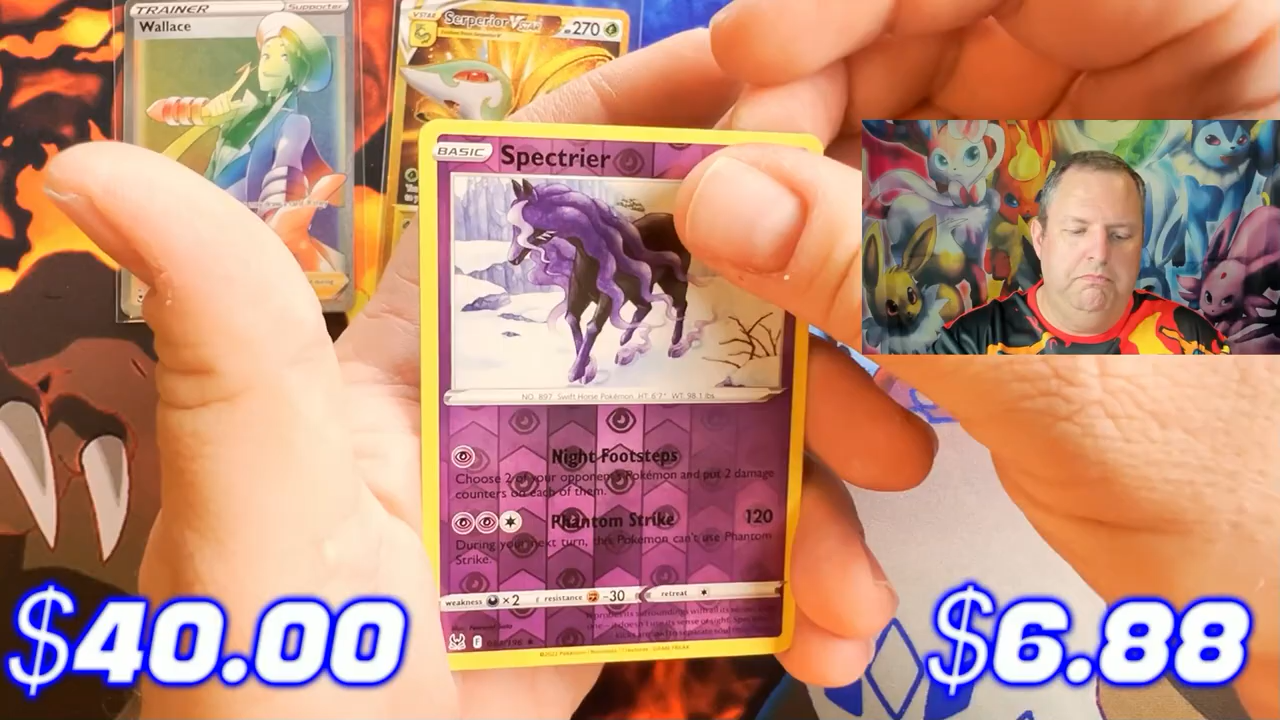 TRAINER Supporter
Wallace
VSTAR Serperior VSTAR 270
BASIC Spectrier
NO. 897 Swift Horse Pokémon HT: 6'7" WT: 98.1 lbs
Night Footsteps
Choose 2 of your opponent's Pokémon and put 2 damage
counters on each of them.
Phantom Strike 120
During your next turn, this Pokémon can't use Phantom
Strike.
weakness ×2 resistance -30 retreat
$40.00
$6.88